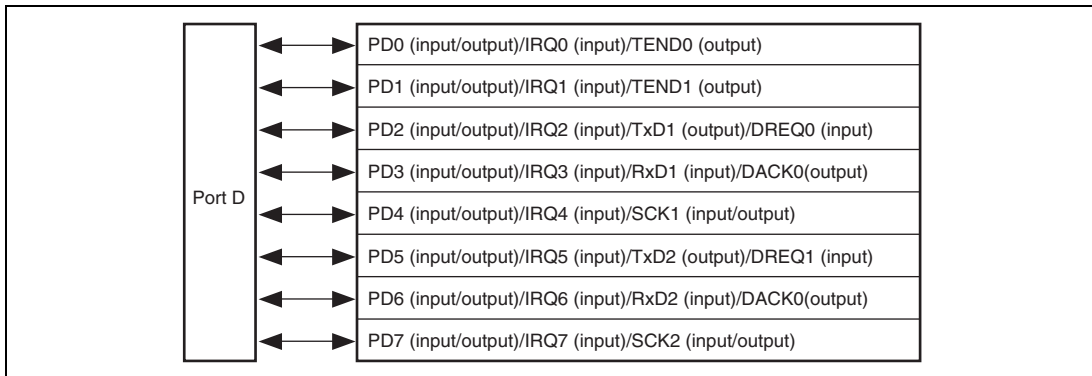 Port D
PD0 (input/output)/IRQ0 (input)/TEND0 (output)
PD1 (input/output)/IRQ1 (input)/TEND1 (output)
PD2 (input/output)/IRQ2 (input)/TxD1 (output)/DREQ0 (input)
PD3 (input/output)/IRQ3 (input)/RxD1 (input)/DACK0(output)
PD4 (input/output)/IRQ4 (input)/SCK1 (input/output)
PD5 (input/output)/IRQ5 (input)/TxD2 (output)/DREQ1 (input)
PD6 (input/output)/IRQ6 (input)/RxD2 (input)/DACK0(output)
PD7 (input/output)/IRQ7 (input)/SCK2 (input/output)